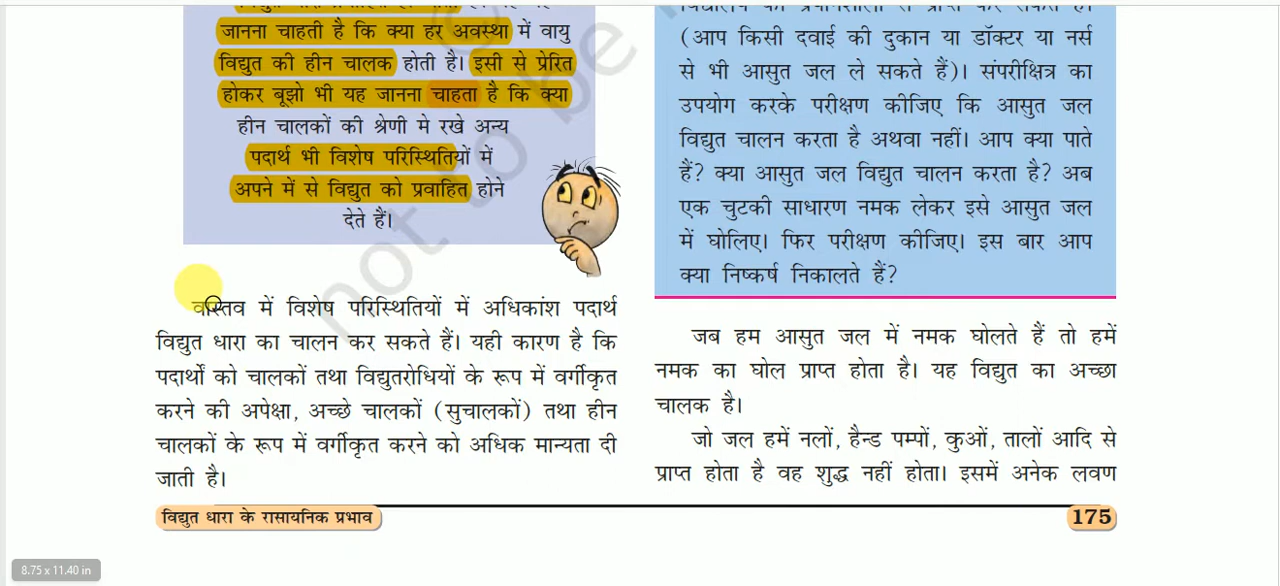 जानना चाहती है कि क्या हर अवस्था में वायु
विद्युत की हीन चालक होती है। इसी से प्रेरित
होकर बूझो भी यह जानना चाहता है कि क्या
हीन चालकों की श्रेणी मे रखे अन्य
पदार्थ भी विशेष परिस्थितियों में
अपने में से विद्युत को प्रवाहित होने
देते हैं।
वास्तव में विशेष परिस्थितियों में अधिकांश पदार्थ
विद्युत धारा का चालन कर सकते हैं। यही कारण है कि
पदार्थों को चालकों तथा विद्युतरोधियों के रूप में वर्गीकृत
करने की अपेक्षा, अच्छे चालकों (सुचालकों) तथा हीन
चालकों के रूप में वर्गीकृत करने को अधिक मान्यता दी
जाती है।
(आप किसी दवाई की दुकान या डॉक्टर या नर्स
से भी आसुत जल ले सकते हैं)। संपरीक्षित्र का
उपयोग करके परीक्षण कीजिए कि आसुत जल
विद्युत चालन करता है अथवा नहीं। आप क्या पाते
हैं? क्या आसुत जल विद्युत चालन करता है? अब
एक चुटकी साधारण नमक लेकर इसे आसुत जल
में घोलिए। फिर परीक्षण कीजिए। इस बार आप
क्या निष्कर्ष निकालते हैं?
जब हम आसुत जल में नमक घोलते हैं तो हमें
नमक का घोल प्राप्त होता है। यह विद्युत का अच्छा
चालक है।
जो जल हमें नलों, हैन्ड पम्पों, कुओं, तालों आदि से
प्राप्त होता है वह शुद्ध नहीं होता। इसमें अनेक लवण
विद्युत धारा के रासायनिक प्रभाव
175
not to be
8.75 x 11.40 in